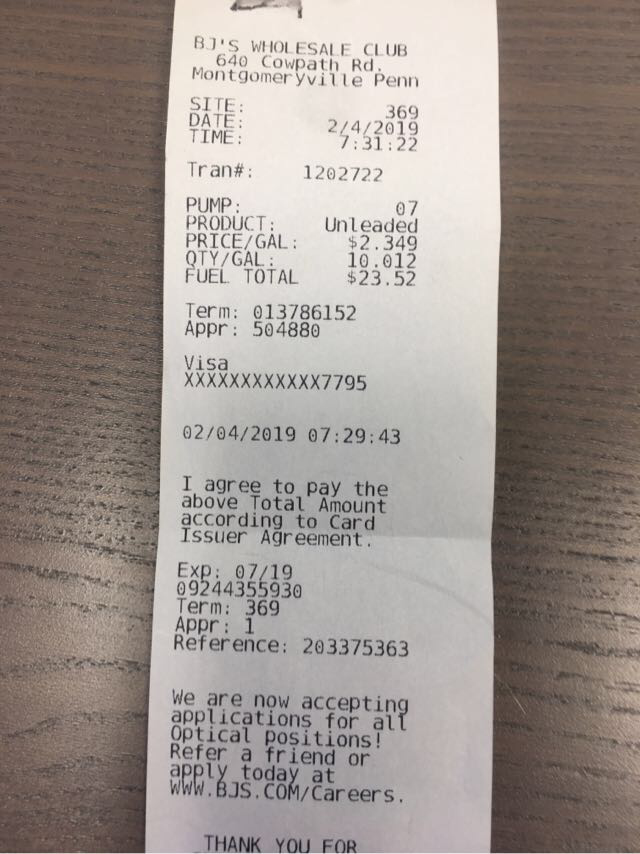 BJ'S WHOLESALE CLUB
640 Cowpath Rd.
Montgomeryville Penn
SITE: 369
DATE: 2/4/2019
TIME: 7:31:22
Tran#: 1202722
PUMP: 07
PRODUCT: Unleaded
PRICE/GAL: $2.349
QTY/GAL: 10.012
FUEL TOTAL $23.52
Term: 013786152
Appr: 504880
Visa
XXXXXXXXXXXX7795
02/04/2019 07:29:43
I agree to pay the
above Total Amount
according to Card
Issuer Agreement.
Exp: 07/19
09244355930
Term: 369
Appr: 1
Reference: 203375363
We are now accepting
applications for all
Optical positions!
Refer a friend or
apply today at
WWW.BJS.COM/Careers.
THANK YOU FOR